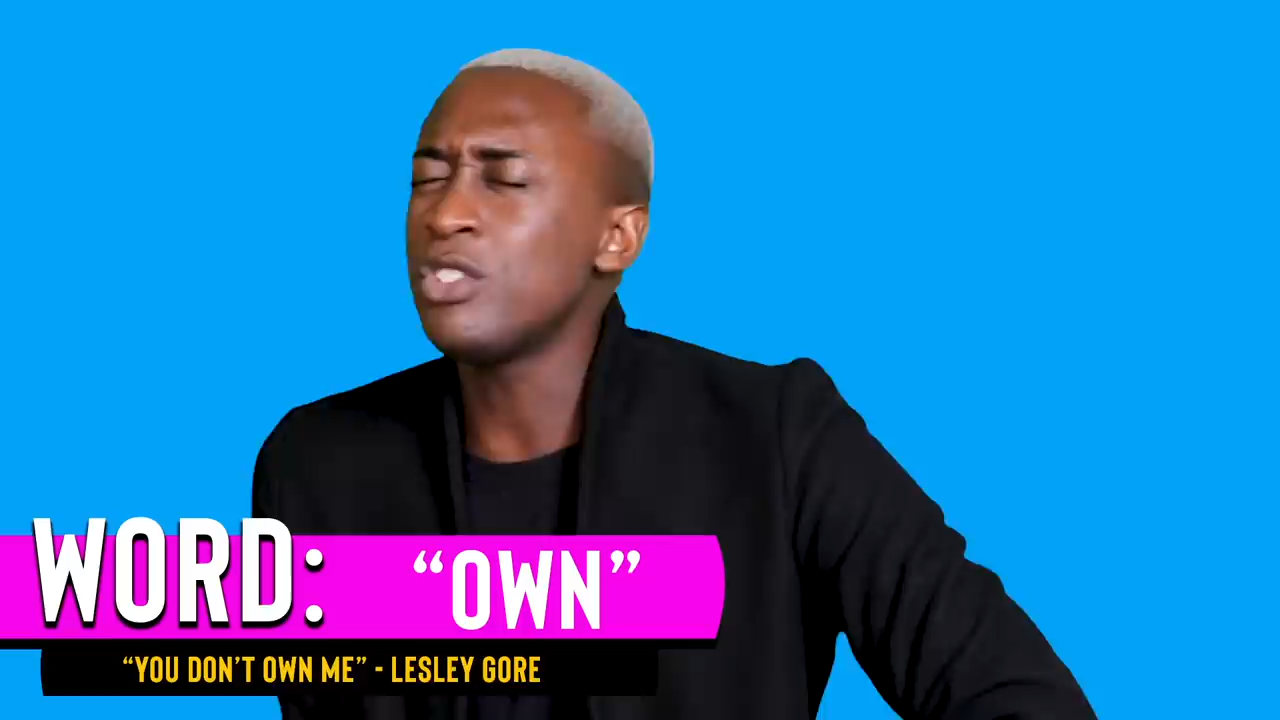 WORD: “OWN”
“YOU DON’T OWN ME” - LESLEY GORE